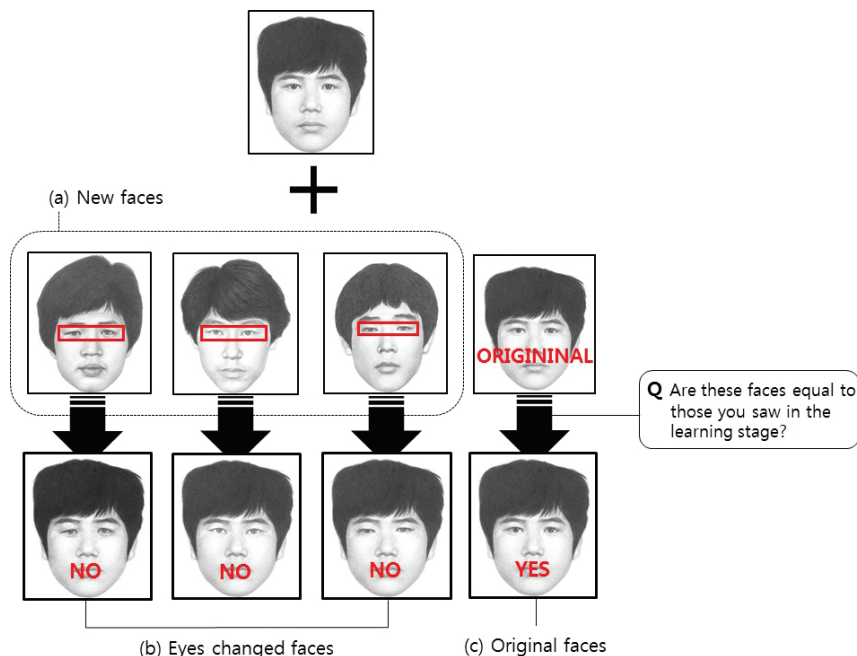 (a) New faces
ORIGININAL
Q Are these faces equal to
those you saw in the
learning stage?
NO
NO
NO
YES
(b) Eyes changed faces
(c) Original faces